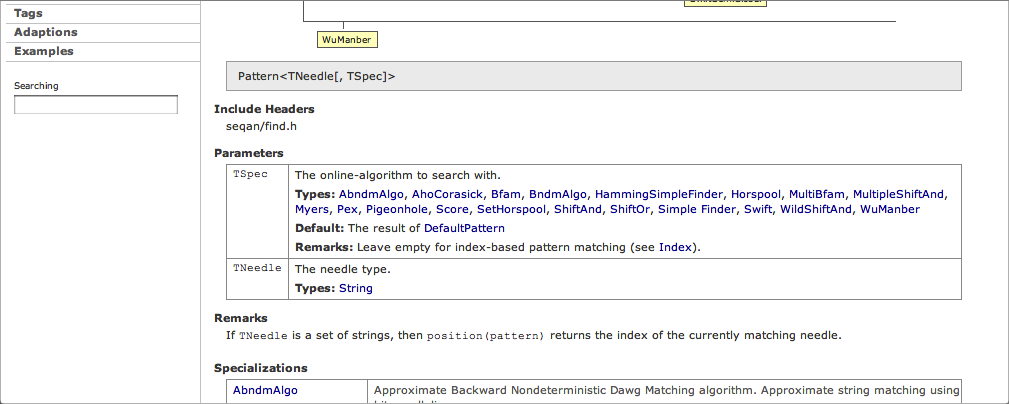 Tags
Adaptions
Examples
Searching
WuManber
Pattern<TNeedle[, TSpec]>
Include Headers
seqan/find.h
Parameters
TSpec
The online-algorithm to search with.
Types: AbndmAlgo, AhoCorasick, Bfam, BndmAlgo, HammingSimpleFinder, Horspool, MultiBfam, MultipleShiftAnd,
Myers, Pex, Pigeonhole, Score, SetHorspool, ShiftAnd, ShiftOr, Simple Finder, Swift, WildShiftAnd, WuManber
Default: The result of DefaultPattern
Remarks: Leave empty for index-based pattern matching (see Index).
TNeedle
The needle type.
Types: String
Remarks
If TNeedle is a set of strings, then position(pattern) returns the index of the currently matching needle.
Specializations
AbndmAlgo
Approximate Backward Nondeterministic Dawg Matching algorithm. Approximate string matching using